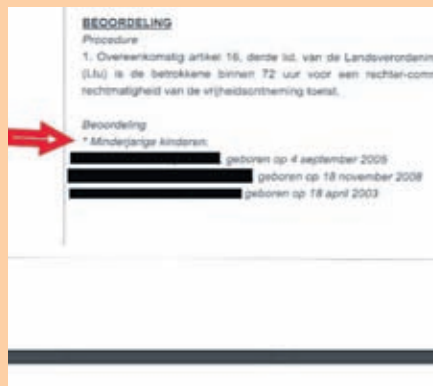 BEOORDELING
Procedure
1. Overeenkomstig artikel 16, derde lid, van de Landsverordenin
(Ltu) is de betrokkene binnen 72 uur voor een rechter-comm
rechtmatigheid van de vrijheidsontneming toetst.
Beoordeling
* Minderjarige kinderen:
geboren op 4 september 2005
geboren op 18 november 2008
geboren op 18 april 2003